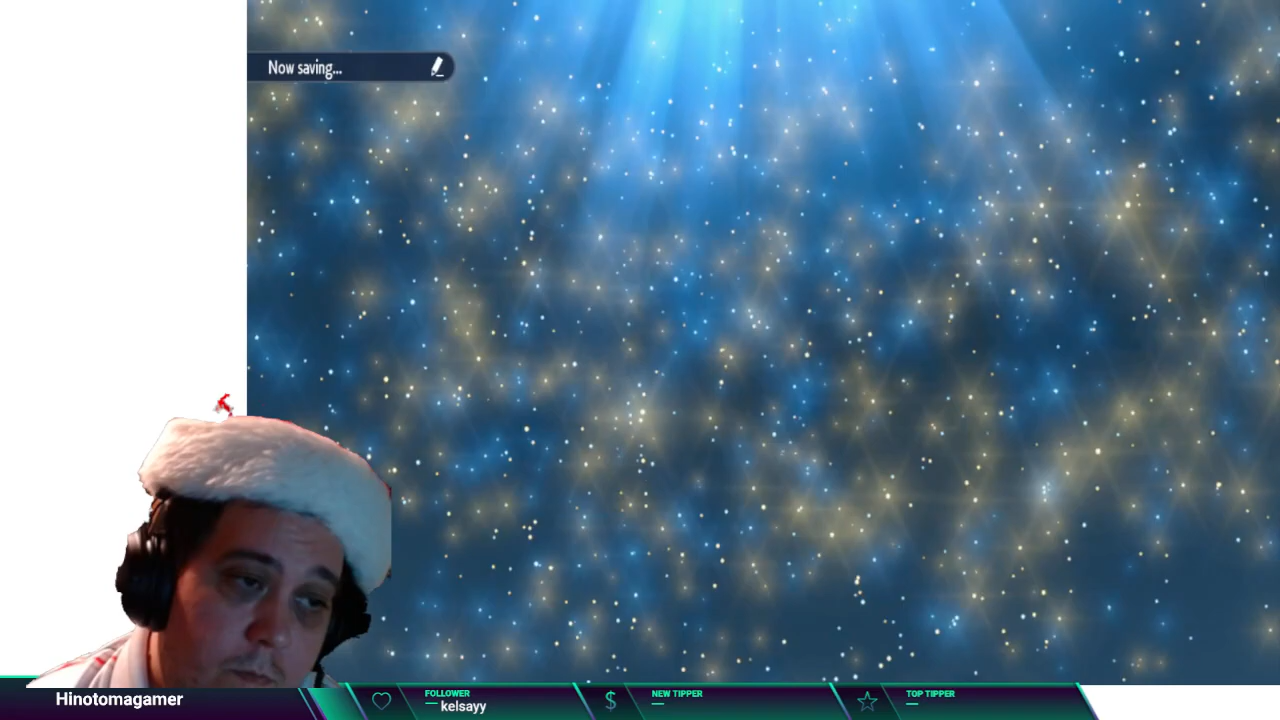 Now saving...
Hinotomagamer
FOLLOWER
kelsayy
NEW TIPPER
TOP TIPPER